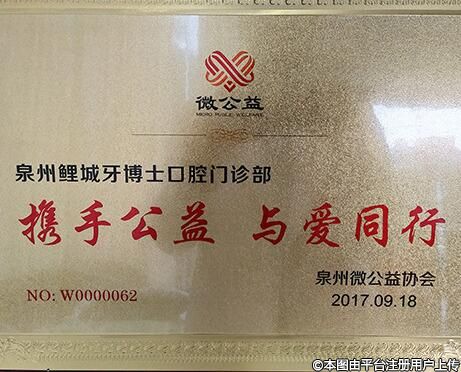 微公益
MICRO PUBLIC WELFARE
泉州鲤城牙博士口腔门诊部
携手公益 与爱同行
泉州微公益协会
NO: W0000062
2017.09.18
©本图由平台注册用户上传